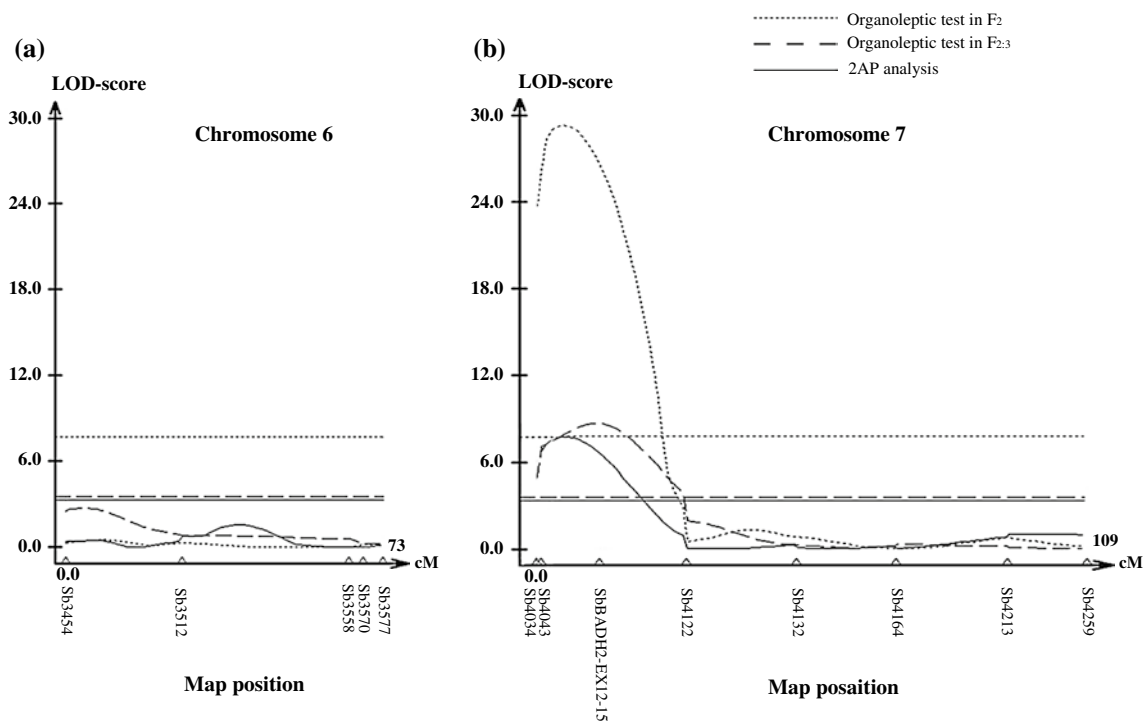 Organoleptic test in F2
Organoleptic test in F2:3
2AP analysis
(a)
LOD-score
30.0
24.0
18.0
12.0
6.0
0.0
Chromosome 6
73
cM
0.0
Sb3454
Sb3512
Sb3558
Sb3570
Sb3577
Map position
(b)
LOD-score
30.0
24.0
18.0
12.0
6.0
0.0
Chromosome 7
109
cM
0.0
Sb4034
Sb4043
SbBADH2-EX12-15
Sb4122
Sb4132
Sb4164
Sb4213
Sb4259
Map posaition